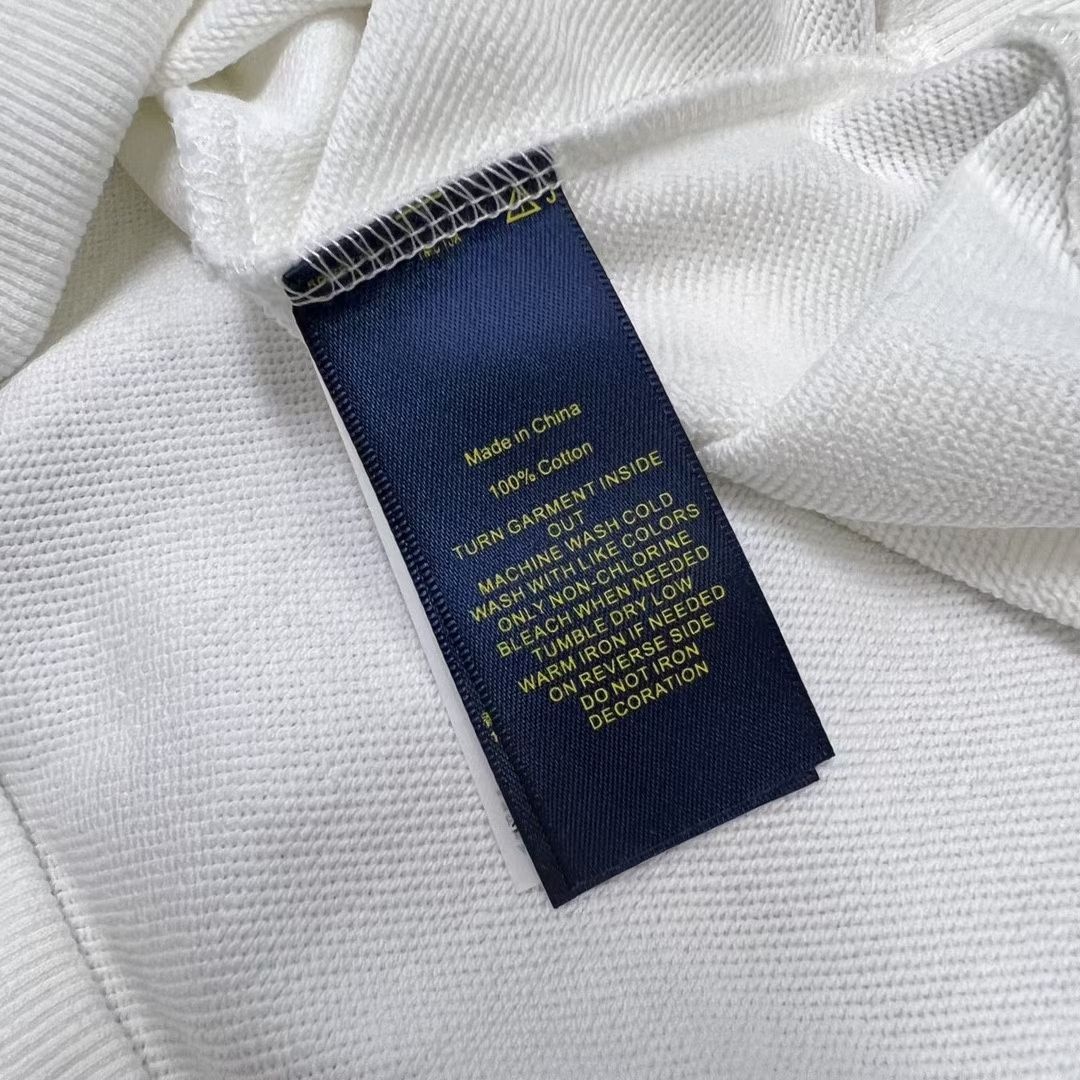 Made in China
100% Cotton
TURN GARMENT INSIDE
OUT
MACHINE WASH COLD
WASH WITH LIKE COLORS
ONLY NON-CHLORINE
BLEACH WHEN NEEDED
TUMBLE DRY LOW
WARM IRON IF NEEDED
ON REVERSE SIDE
DO NOT IRON
DECORATION